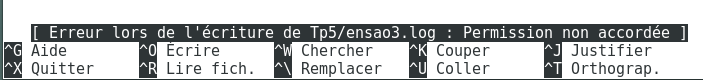 [ Erreur lors de l'écriture de Tp5/ensao3.log : Permission non accordée ]
^G Aide ^O Écrire ^W Chercher ^K Couper ^J Justifier
^X Quitter ^R Lire fich. ^\ Remplacer ^U Coller ^T Orthograp.